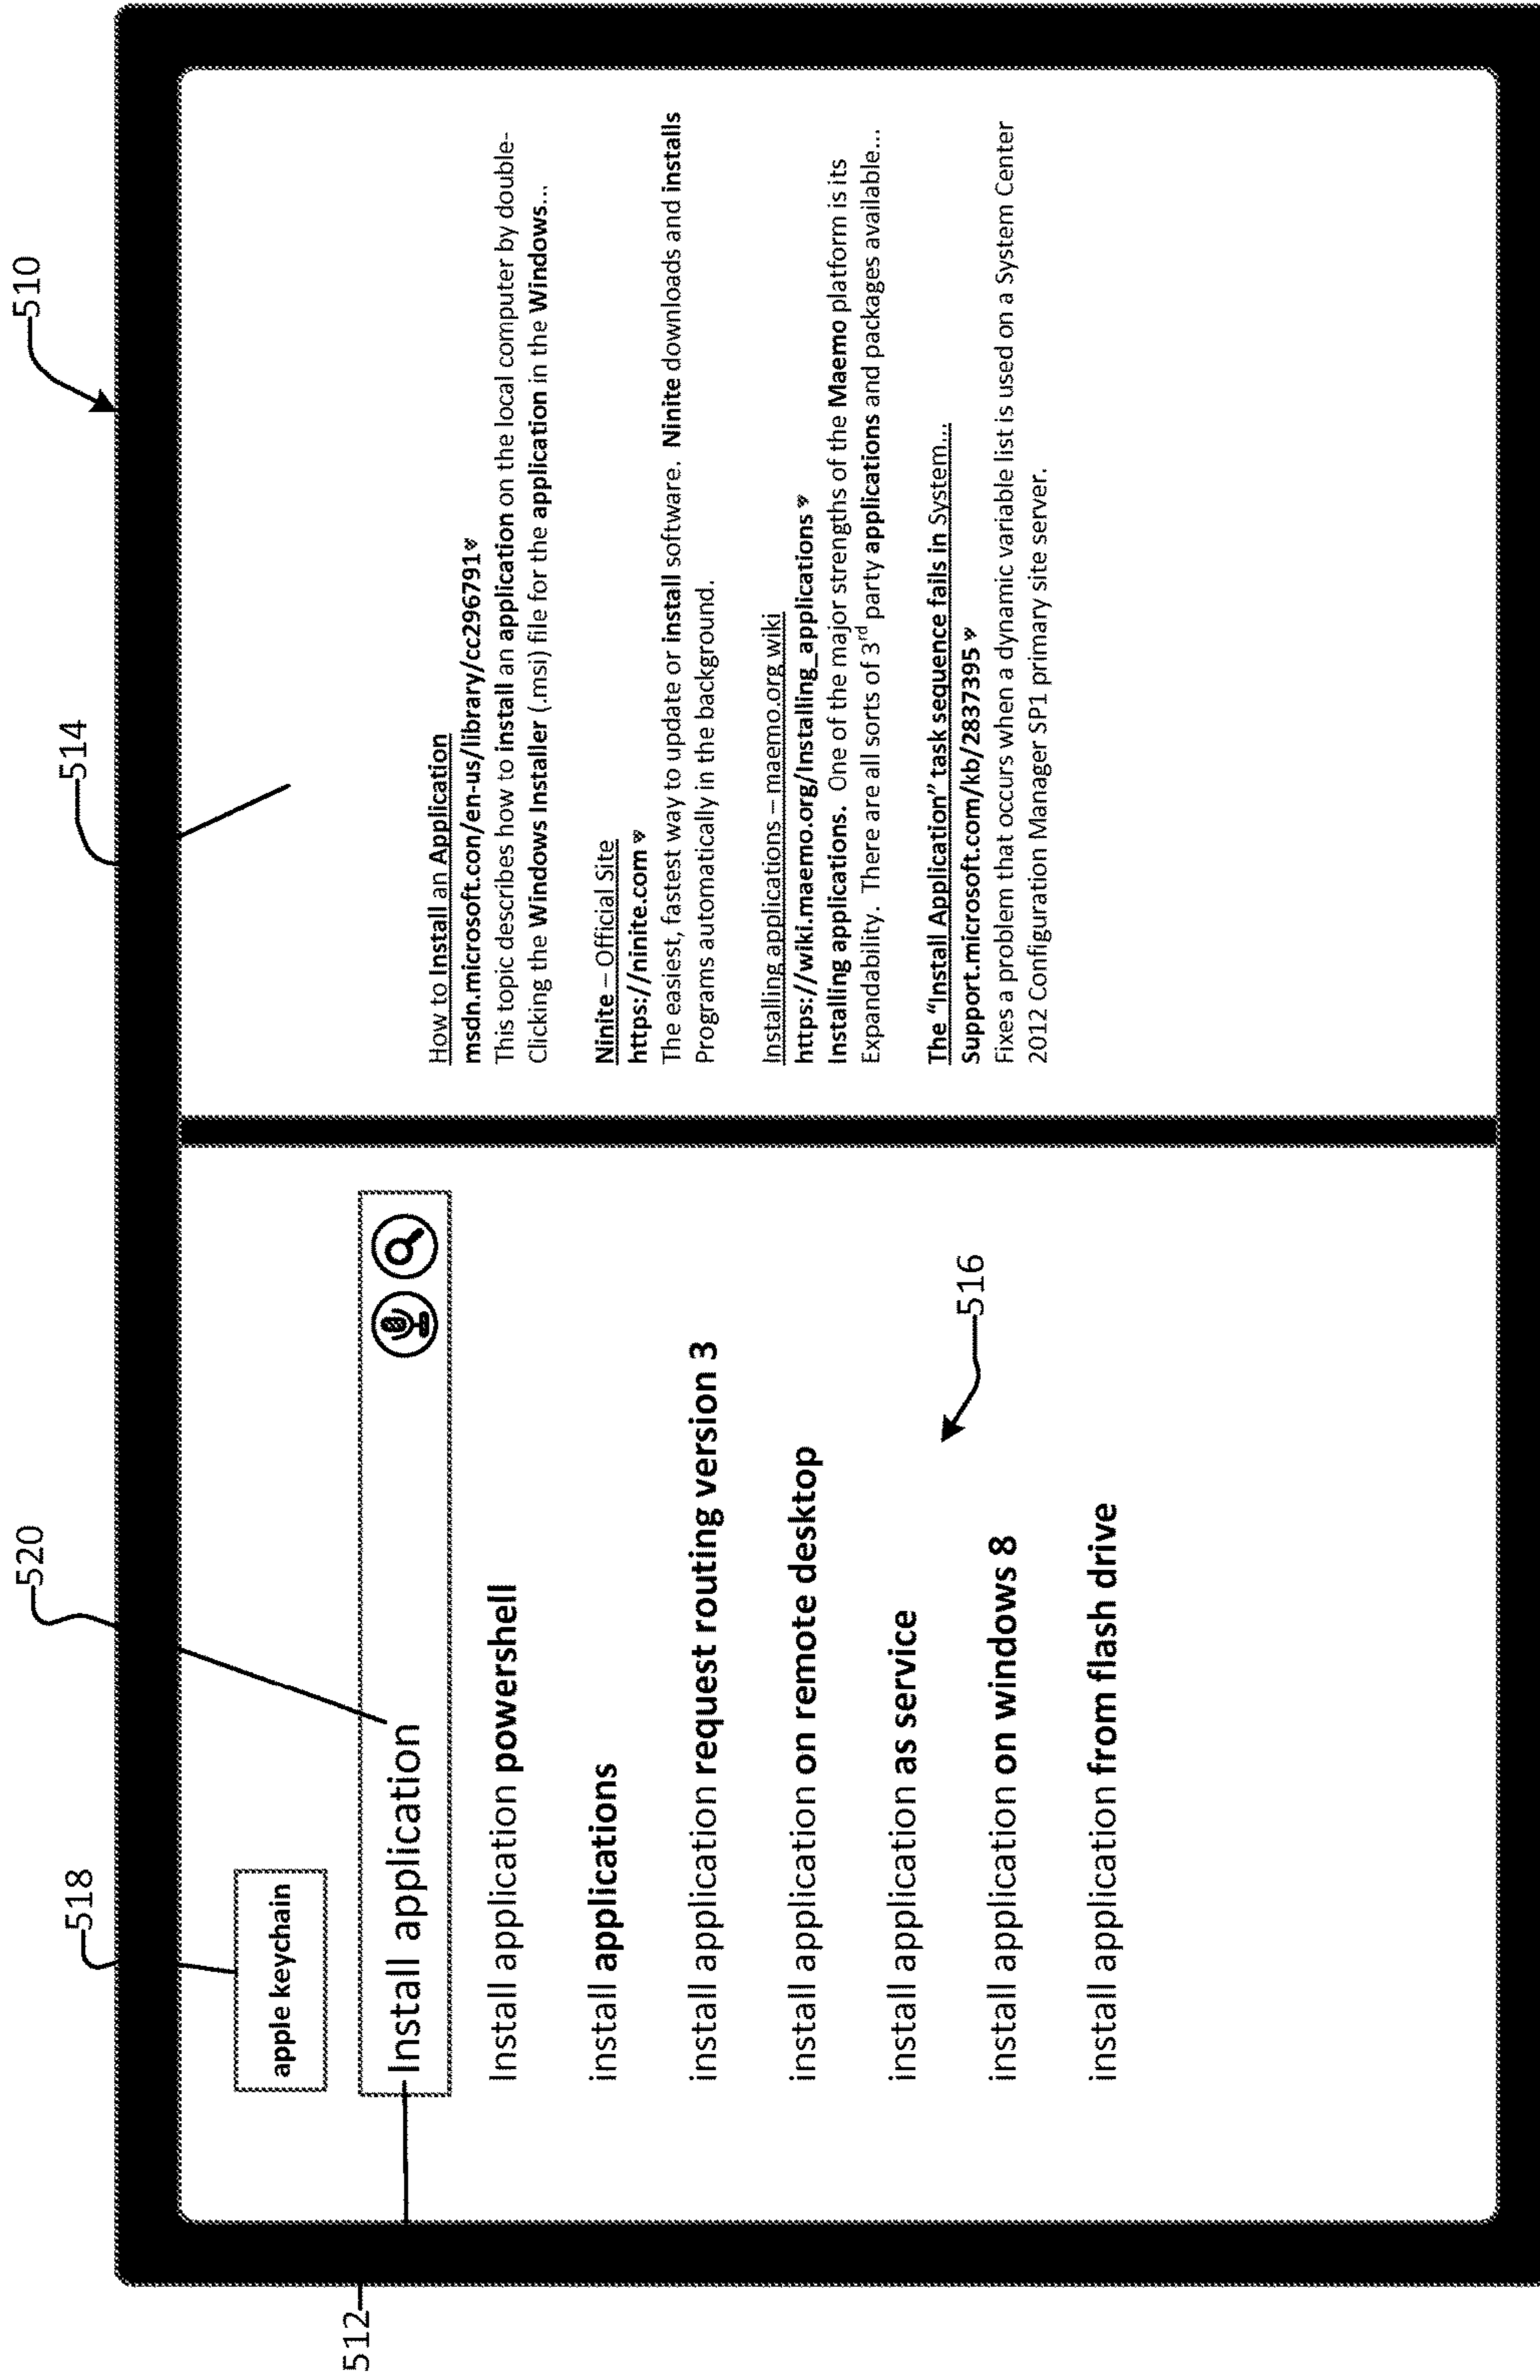 510
514
520
518
512
apple keychain
Install application
Install application powershell
install applications
install application request routing version 3
install application on remote desktop
install application as service
install application on windows 8
install application from flash drive
516
How to Install an Application
msdn.microsoft.con/en-us/library/cc296791
This topic describes how to install an application on the local computer by double-
Clicking the Windows Installer (.msi) file for the application in the Windows...
Ninite – Official Site
https://ninite.com
The easiest, fastest way to update or install software. Ninite downloads and installs
Programs automatically in the background.
Installing applications – maemo.org wiki
https://wiki.maemo.org/Installing_applications
Installing applications. One of the major strengths of the Maemo platform is its
Expandability. There are all sorts of 3rd party applications and packages available...
The “Install Application” task sequence fails in System...
Support.microsoft.com/kb/2837395
Fixes a problem that occurs when a dynamic variable list is used on a System Center
2012 Configuration Manager SP1 primary site server.